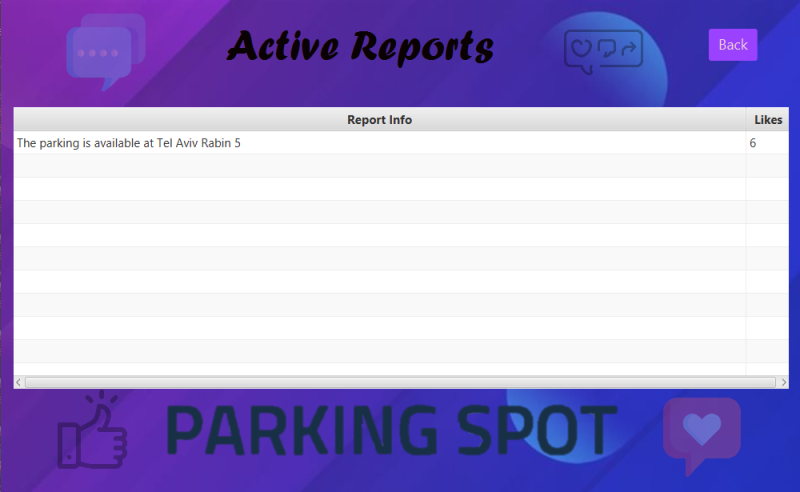 Active Reports
Back
Report Info Likes
The parking is available at Tel Aviv Rabin 5 6
PARKING SPOT